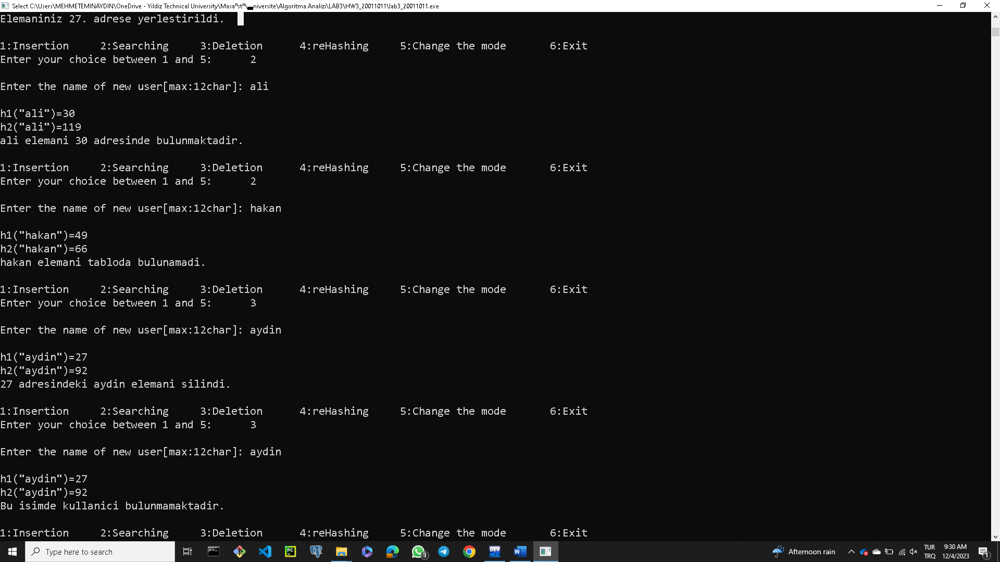 Select C:\Users\MEHMETEMINAYDIN\OneDrive - Yildiz Technical University\Masaⁿstⁿ\▄niversite\Algoritma Analizi\LAB3\HW3_20011011\lab3_20011011.exe
Elemaniniz 27. adrese yerlestirildi.
1:Insertion 2:Searching 3:Deletion 4:reHashing 5:Change the mode 6:Exit
Enter your choice between 1 and 5: 2
Enter the name of new user[max:12char]: ali
h1("ali")=30
h2("ali")=119
ali elemani 30 adresinde bulunmaktadir.
1:Insertion 2:Searching 3:Deletion 4:reHashing 5:Change the mode 6:Exit
Enter your choice between 1 and 5: 2
Enter the name of new user[max:12char]: hakan
h1("hakan")=49
h2("hakan")=66
hakan elemani tabloda bulunamadi.
1:Insertion 2:Searching 3:Deletion 4:reHashing 5:Change the mode 6:Exit
Enter your choice between 1 and 5: 3
Enter the name of new user[max:12char]: aydin
h1("aydin")=27
h2("aydin")=92
27 adresindeki aydin elemani silindi.
1:Insertion 2:Searching 3:Deletion 4:reHashing 5:Change the mode 6:Exit
Enter your choice between 1 and 5: 3
Enter the name of new user[max:12char]: aydin
h1("aydin")=27
h2("aydin")=92
Bu isimde kullanici bulunmamaktadir.
1:Insertion 2:Searching 3:Deletion 4:reHashing 5:Change the mode 6:Exit
Type here to search
PC
3
DEV
Afternoon rain
TUR
TRQ
9:30 AM
12/4/2023
1